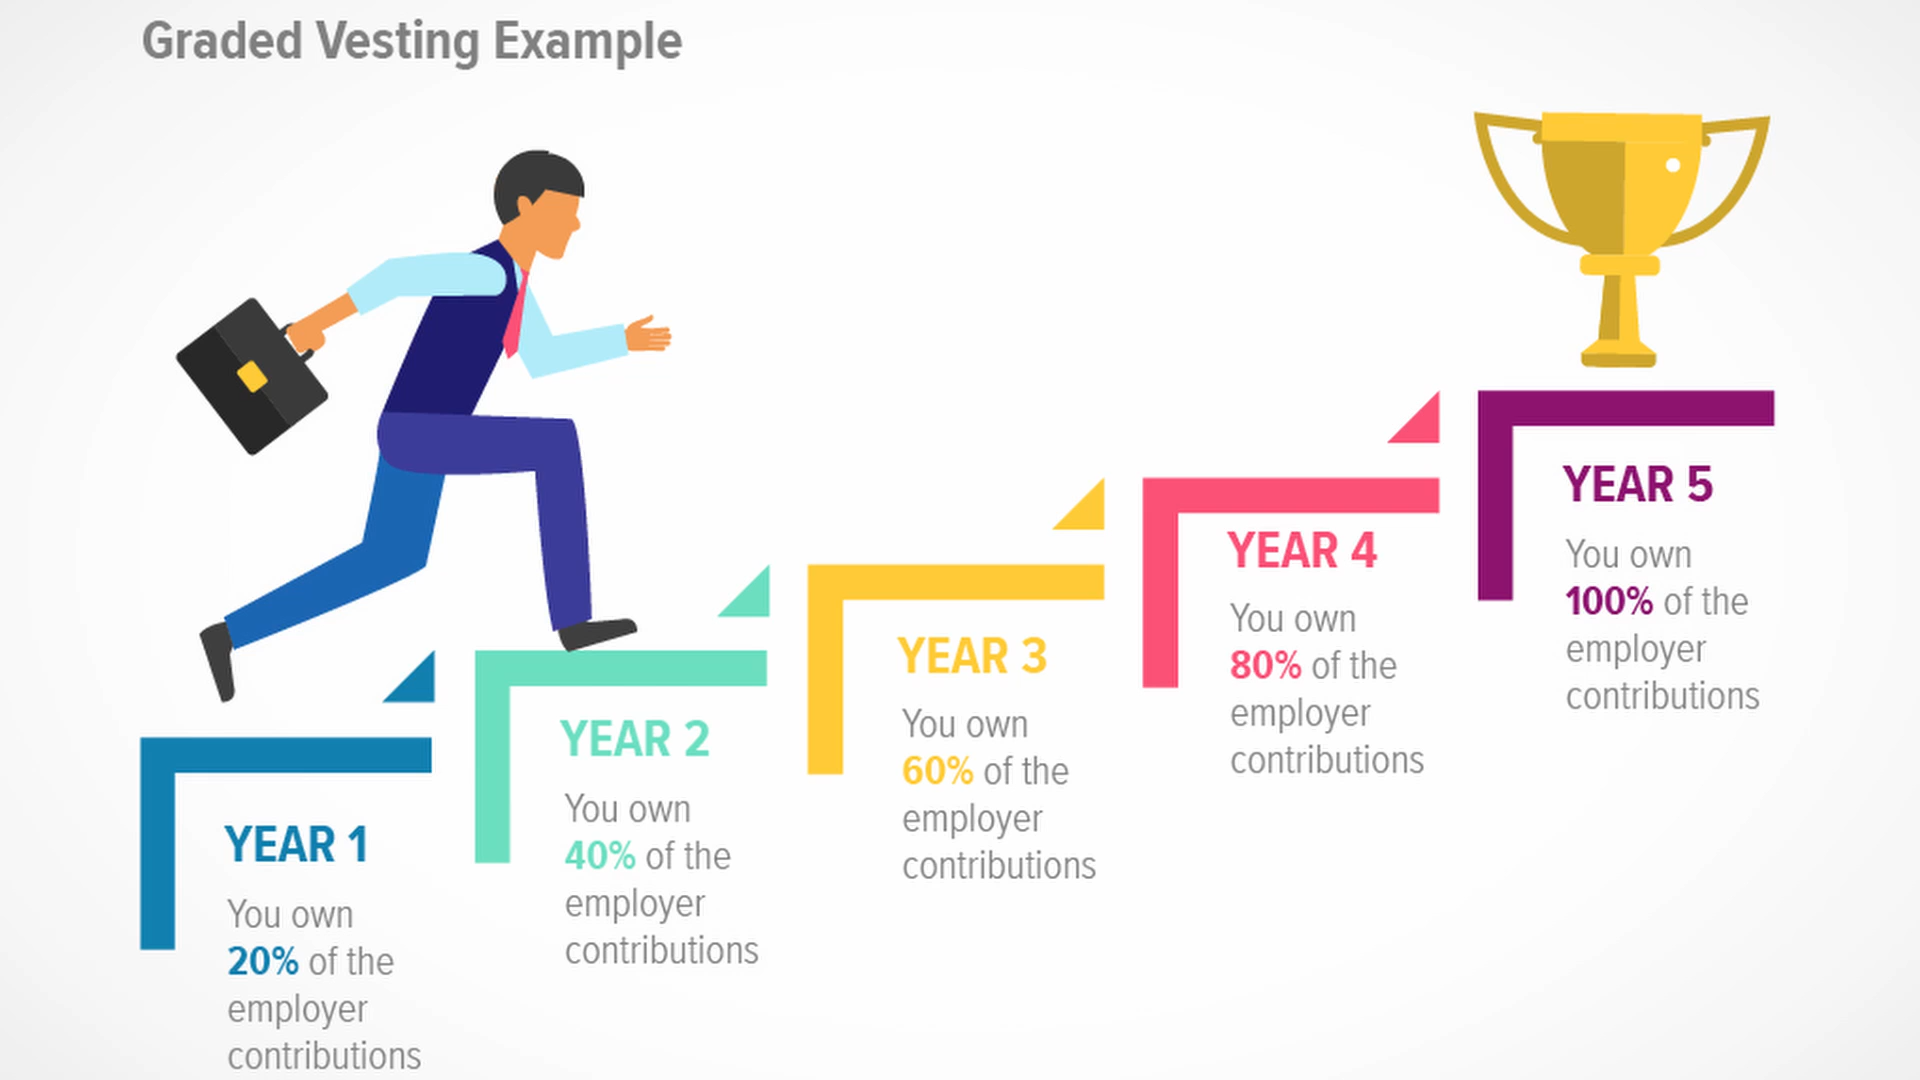 Graded Vesting Example
YEAR 1
You own
20% of the
employer
contributions
YEAR 2
You own
40% of the
employer
contributions
YEAR 3
You own
60% of the
employer
contributions
YEAR 4
You own
80% of the
employer
contributions
YEAR 5
You own
100% of the
employer
contributions